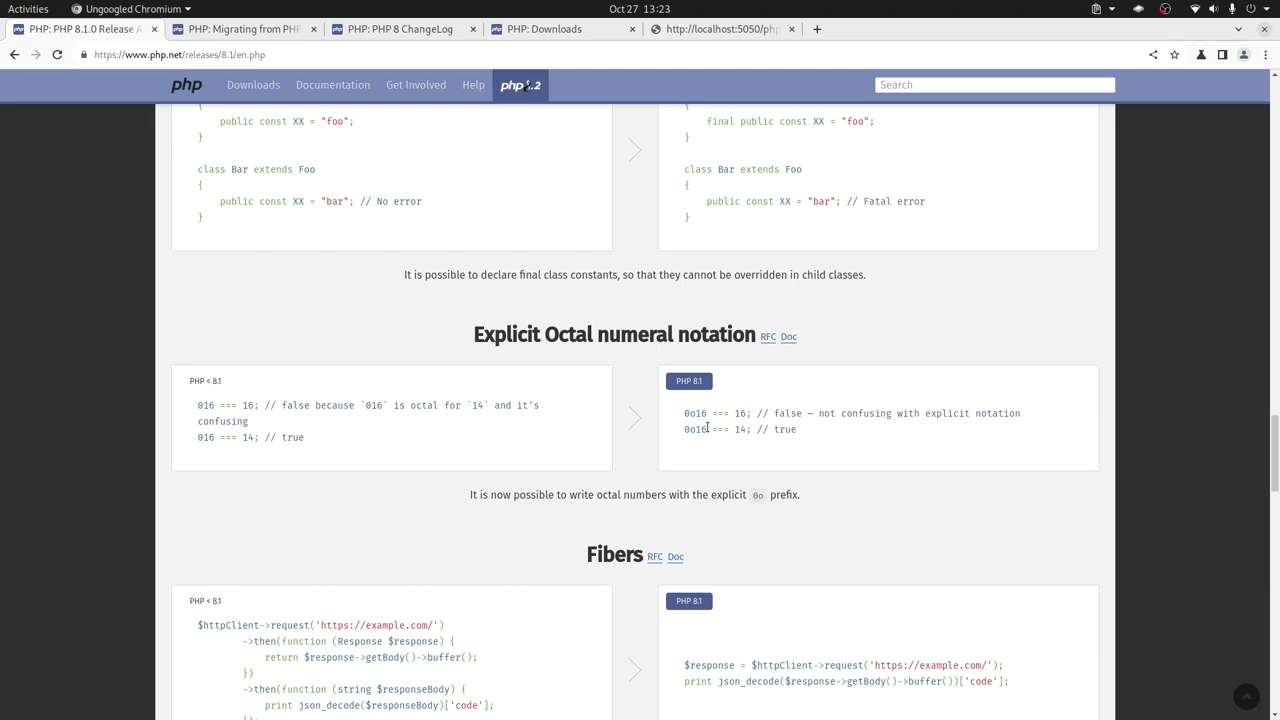 Activities
Ungoogled Chromium
Oct 27 13:23
PHP: PHP 8.1.0 Release A
PHP: Migrating from PH
PHP: PHP 8 ChangeLog
PHP: Downloads
http://localhost:5050/php
https://www.php.net/releases/8.1/en.php
php
Downloads
Documentation
Get Involved
Help
Search
{
public const XX = "foo";
}
class Bar extends Foo
{
public const XX = "bar"; // No error
}
{
final public const XX = "foo";
}
class Bar extends Foo
{
public const XX = "bar"; // Fatal error
}
It is possible to declare final class constants, so that they cannot be overridden in child classes.
Explicit Octal numeral notation RFC Doc
PHP < 8.1
016 === 16; // false because `016` is octal for `14` and it's
confusing
016 === 14; // true
PHP 8.1
0o16 === 16; // false — not confusing with explicit notation
0o16 === 14; // true
It is now possible to write octal numbers with the explicit 0o prefix.
Fibers RFC Doc
PHP < 8.1
$httpClient->request('https://example.com/')
->then(function (Response $response) {
return $response->getBody()->buffer();
})
->then(function (string $responseBody) {
print json_decode($responseBody)['code'];
PHP 8.1
$response = $httpClient->request('https://example.com/');
print json_decode($response->getBody()->buffer())['code'];